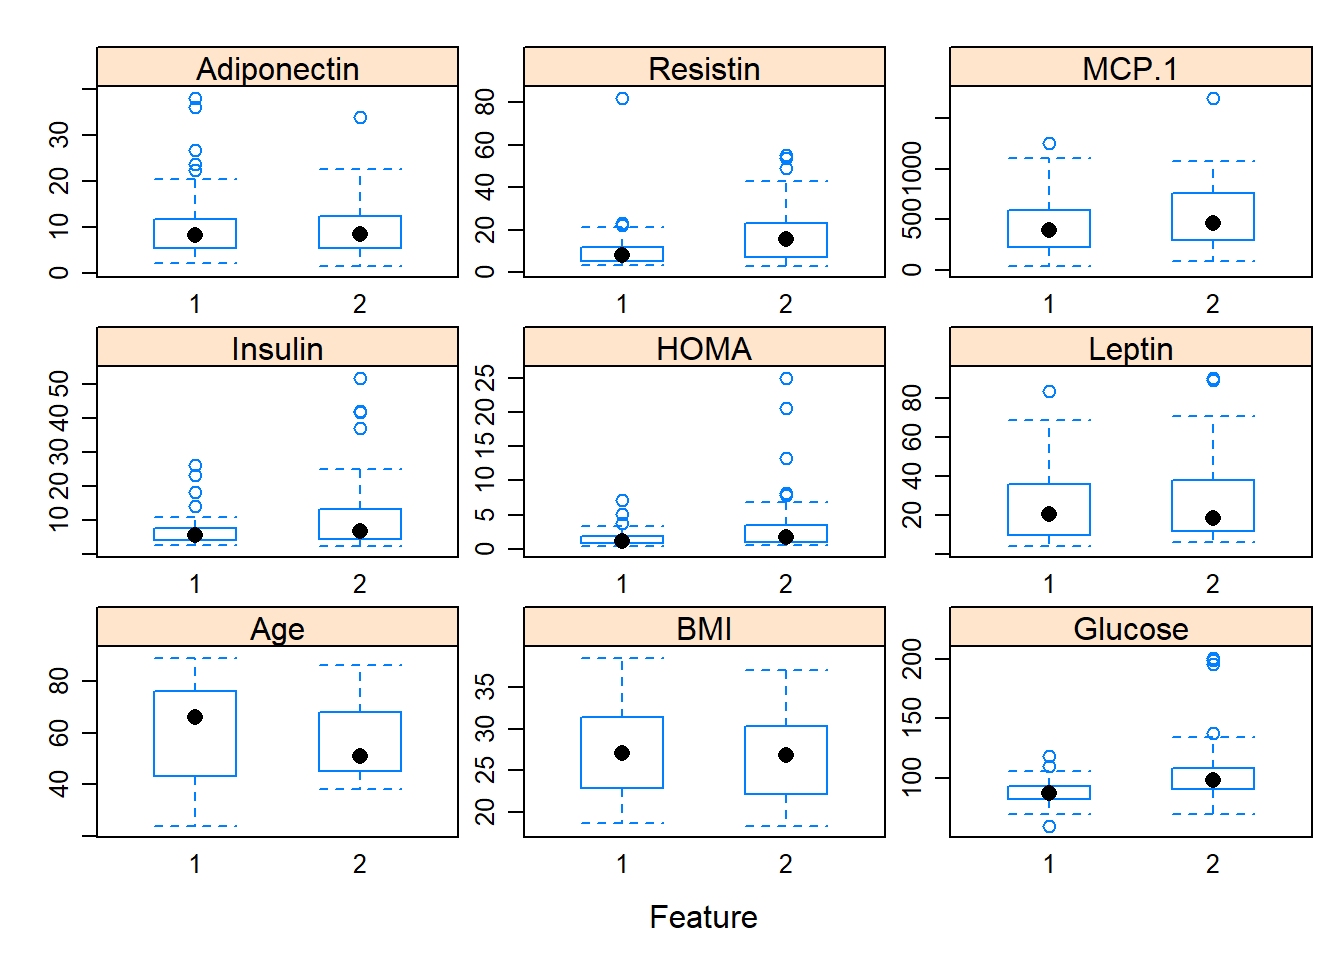 Adiponectin
0 10 20 30
1 2
Resistin
0 20 40 60 80
1 2
MCP.1
0 500 1000
1 2
Insulin
10 20 30 40 50
1 2
HOMA
0 5 10 15 20 25
1 2
Leptin
20 40 60 80
1 2
Age
40 60 80
1 2
BMI
20 25 30 35
1 2
Glucose
100 150 200
1 2
Feature